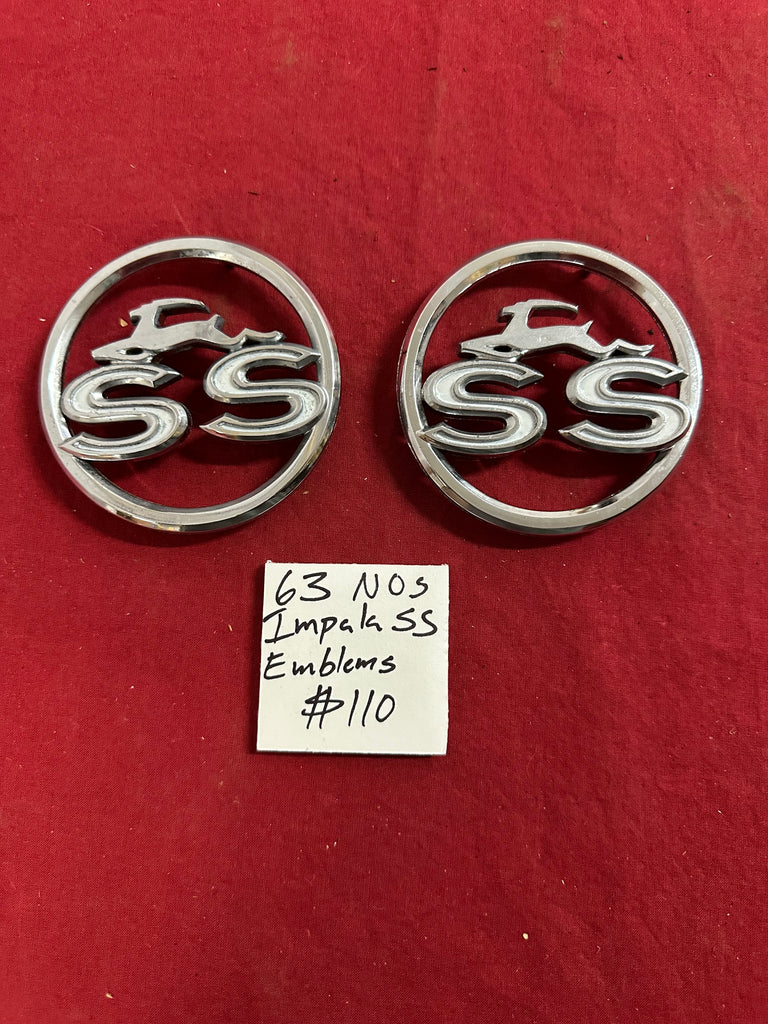 SS
SS
63 NOS
Impala SS
Emblems
$110